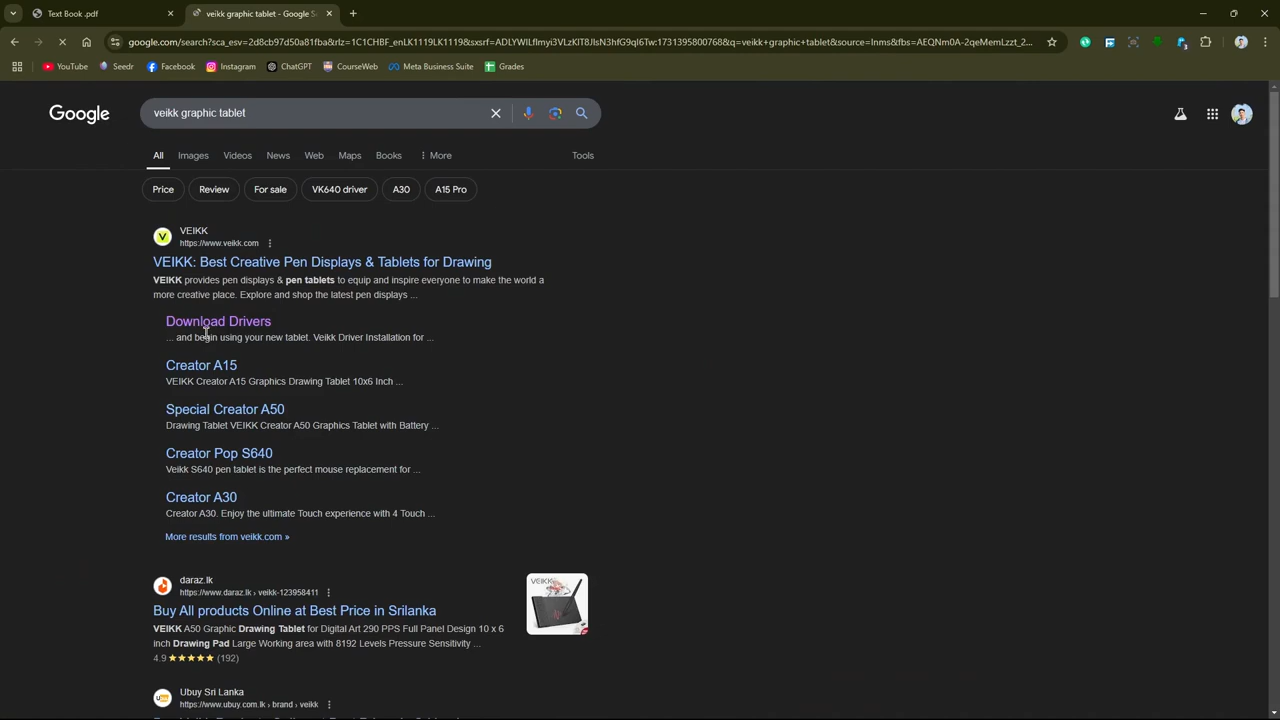 Text Book .pdf
veikk graphic tablet - Google Se
google.com/search?sca_esv=2d8cb97d50a81fba&rlz=1C1CHBF_enLK1119LK1119&sxsrf=ADLYWILflmyi3VLzKIT8JlsN3hfG9ql6Tw:1731395800768&q=veikk+graphic+tablet&source=lnms&fbs=AEQNm0A-2qeMemLzzt_2...
YouTube
Seedr
Facebook
Instagram
ChatGPT
CourseWeb
Meta Business Suite
Grades
Google
veikk graphic tablet
All
Images
Videos
News
Web
Maps
Books
More
Tools
Price
Review
For sale
VK640 driver
A30
A15 Pro
VEIKK
https://www.veikk.com
VEIKK: Best Creative Pen Displays & Tablets for Drawing
VEIKK provides pen displays & pen tablets to equip and inspire everyone to make the world a
more creative place. Explore and shop the latest pen displays ...
Download Drivers
... and begin using your new tablet. Veikk Driver Installation for ...
Creator A15
VEIKK Creator A15 Graphics Drawing Tablet 10x6 Inch ...
Special Creator A50
Drawing Tablet VEIKK Creator A50 Graphics Tablet with Battery ...
Creator Pop S640
Veikk S640 pen tablet is the perfect mouse replacement for ...
Creator A30
Creator A30. Enjoy the ultimate Touch experience with 4 Touch ...
More results from veikk.com »
daraz.lk
https://www.daraz.lk › veikk-123958411
Buy All products Online at Best Price in Srilanka
VEIKK A50 Graphic Drawing Tablet for Digital Art 290 PPS Full Panel Design 10 x 6
inch Drawing Pad Large Working area with 8192 Levels Pressure Sensitivity ...
4.9 ★★★★★ (192)
VEIKK
Ubuy Sri Lanka
https://www.ubuy.com.lk › brand › veikk